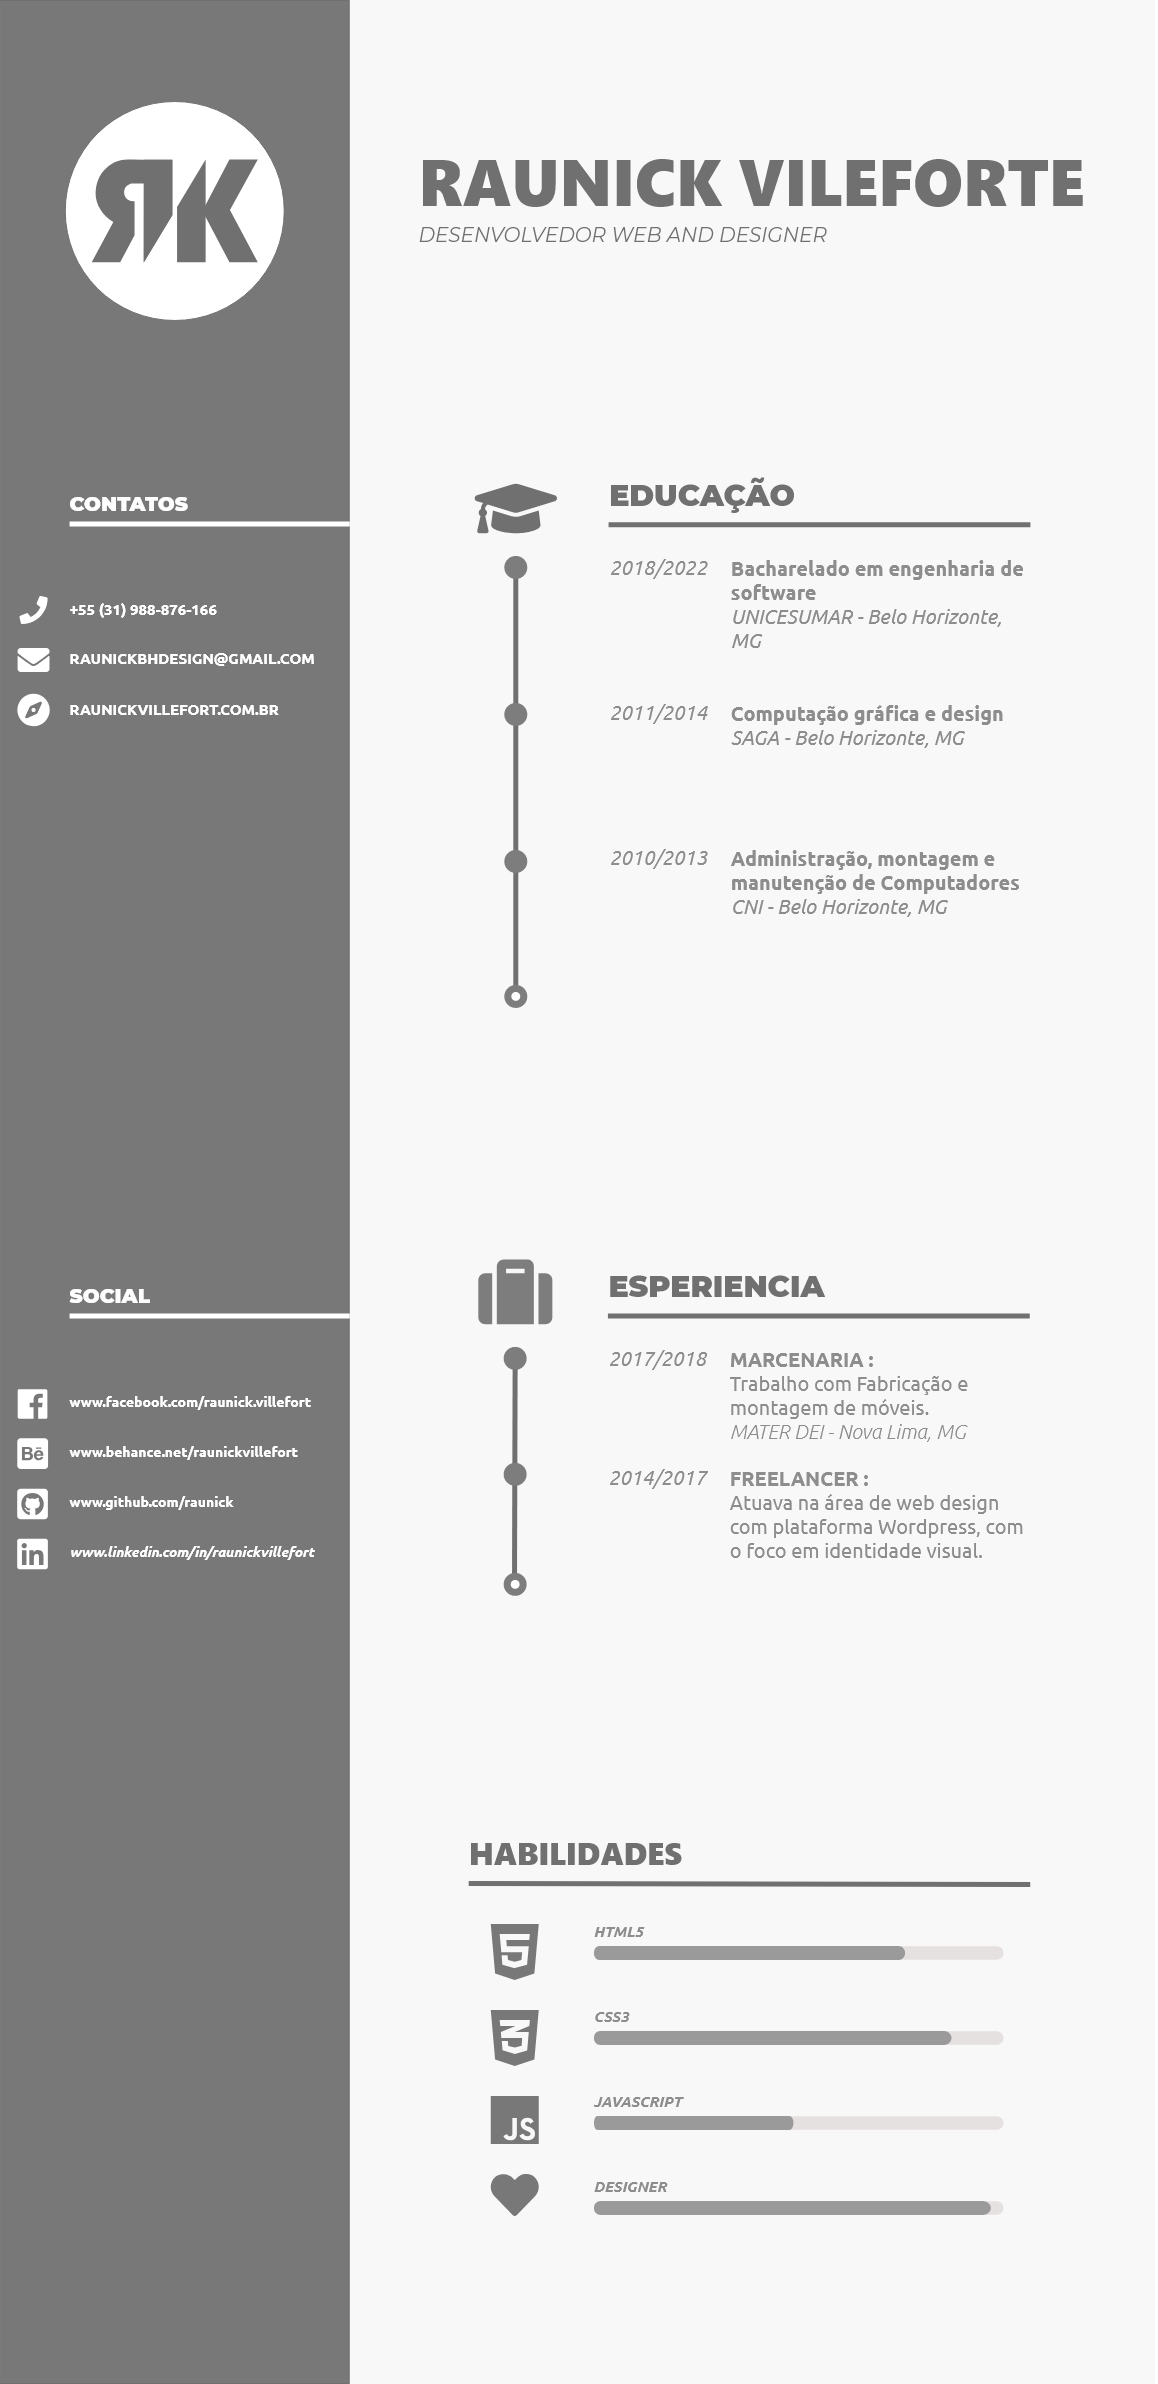 RK
RAUNICK VILEFORTE
DESENVOLVEDOR WEB AND DESIGNER
CONTATOS
+55 (31) 988-876-166
RAUNICKBHDESIGN@GMAIL.COM
RAUNICKVILLEFORT.COM.BR
SOCIAL
www.facebook.com/raunick.villefort
Bē
www.behance.net/raunickvillefort
www.github.com/raunick
in
www.linkedin.com/in/raunickvillefort
EDUCAÇÃO
2018/2022
Bacharelado em engenharia de
software
UNICESUMAR - Belo Horizonte,
MG
2011/2014
Computação gráfica e design
SAGA - Belo Horizonte, MG
2010/2013
Administração, montagem e
manutenção de Computadores
CNI - Belo Horizonte, MG
ESPERIENCIA
2017/2018
MARCENARIA :
Trabalho com Fabricação e
montagem de móveis.
MATER DEI - Nova Lima, MG
2014/2017
FREELANCER :
Atuava na área de web design
com plataforma Wordpress, com
o foco em identidade visual.
HABILIDADES
5
HTML5
3
CSS3
JS
JAVASCRIPT
DESIGNER